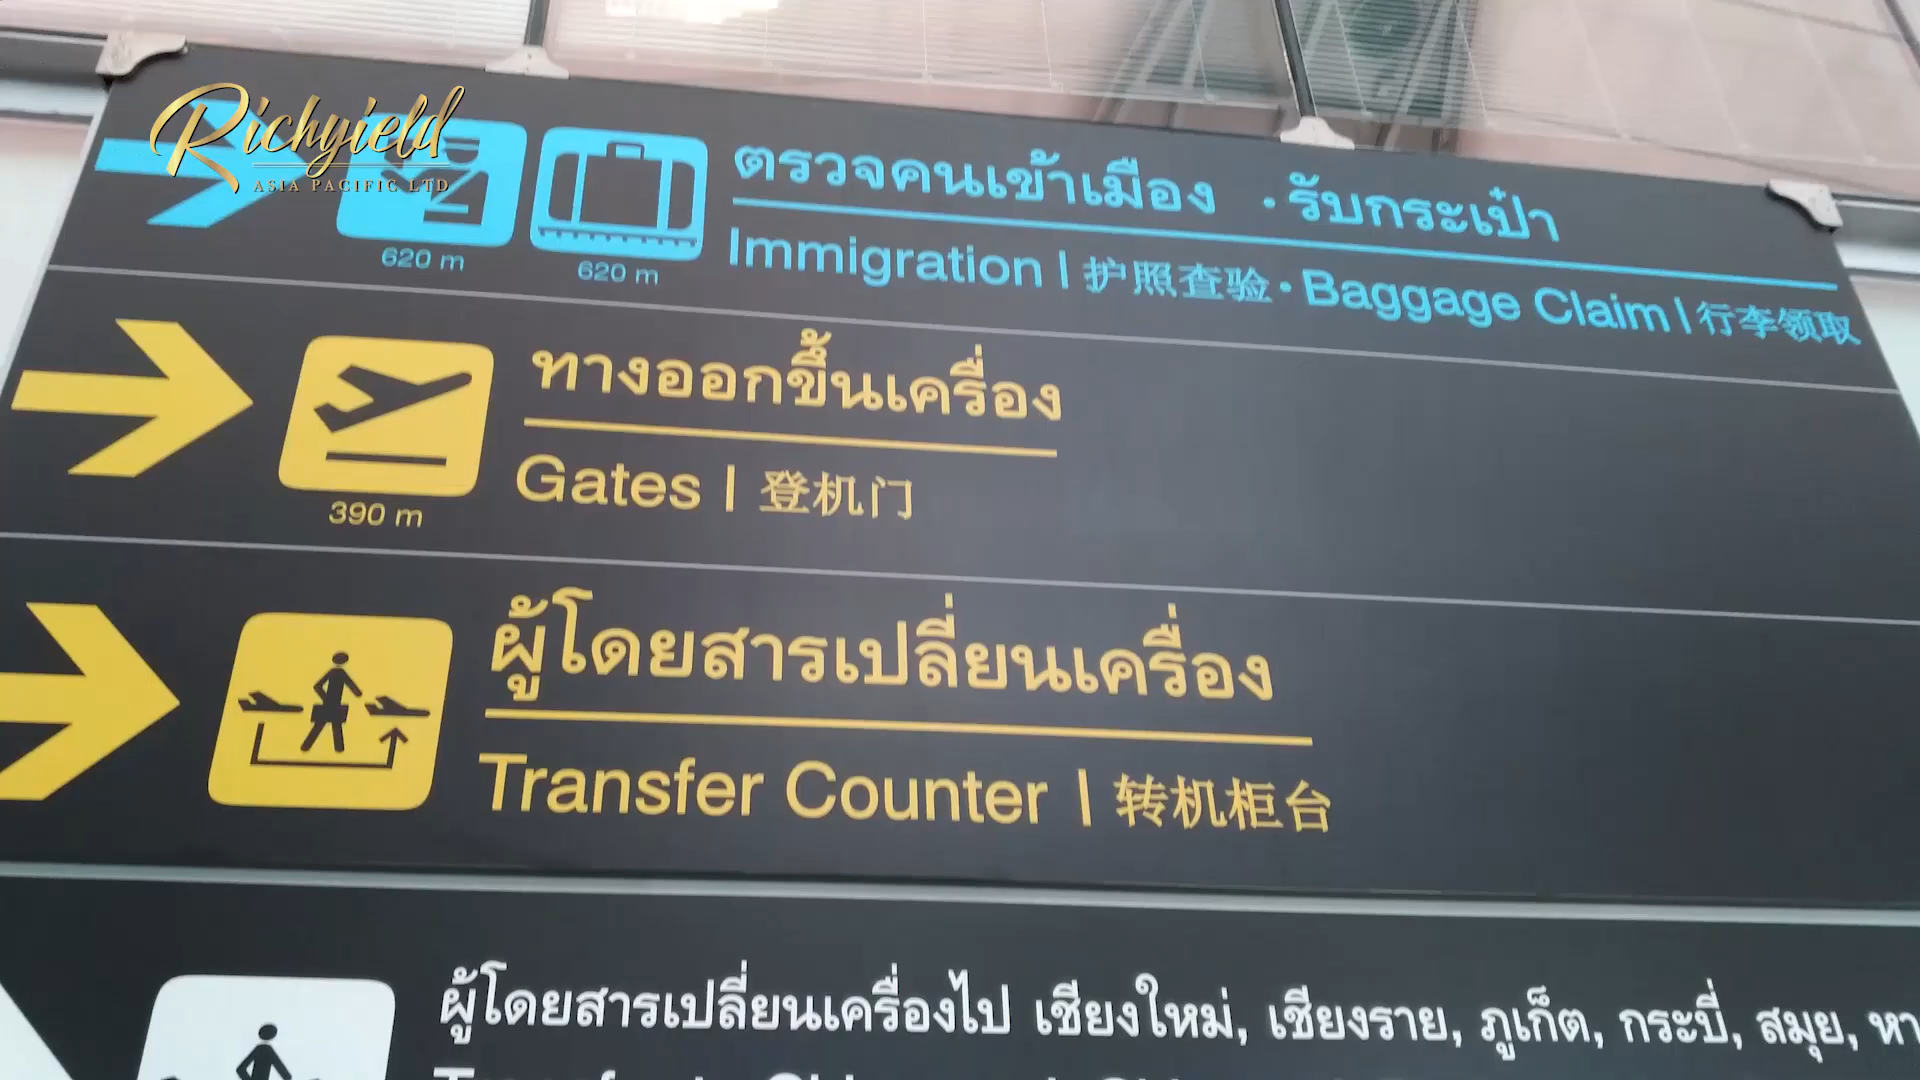 Richyield
ASIA PACIFIC LTD
ตรวจคนเข้าเมือง · รับกระเป๋า
Immigration | 护照查验 · Baggage Claim | 行李领取
620 m 620 m
ทางออกขึ้นเครื่อง
Gates | 登机门
390 m
ผู้โดยสารเปลี่ยนเครื่อง
Transfer Counter | 转机柜台
ผู้โดยสารเปลี่ยนเครื่องไป เชียงใหม่, เชียงราย, ภูเก็ต, กระบี่, สมุย,